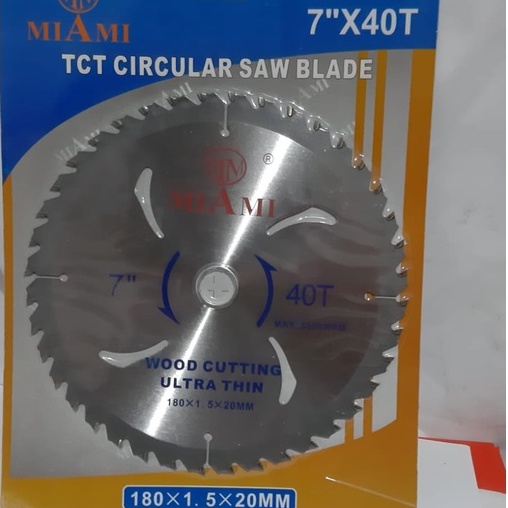 MIAMI
7"X40T
TCT CIRCULAR SAW BLADE
MIAMI
®
MIAMI
7"
40T
WOOD CUTTING
ULTRA THIN
180×1.5×20MM
180×1.5×20MM